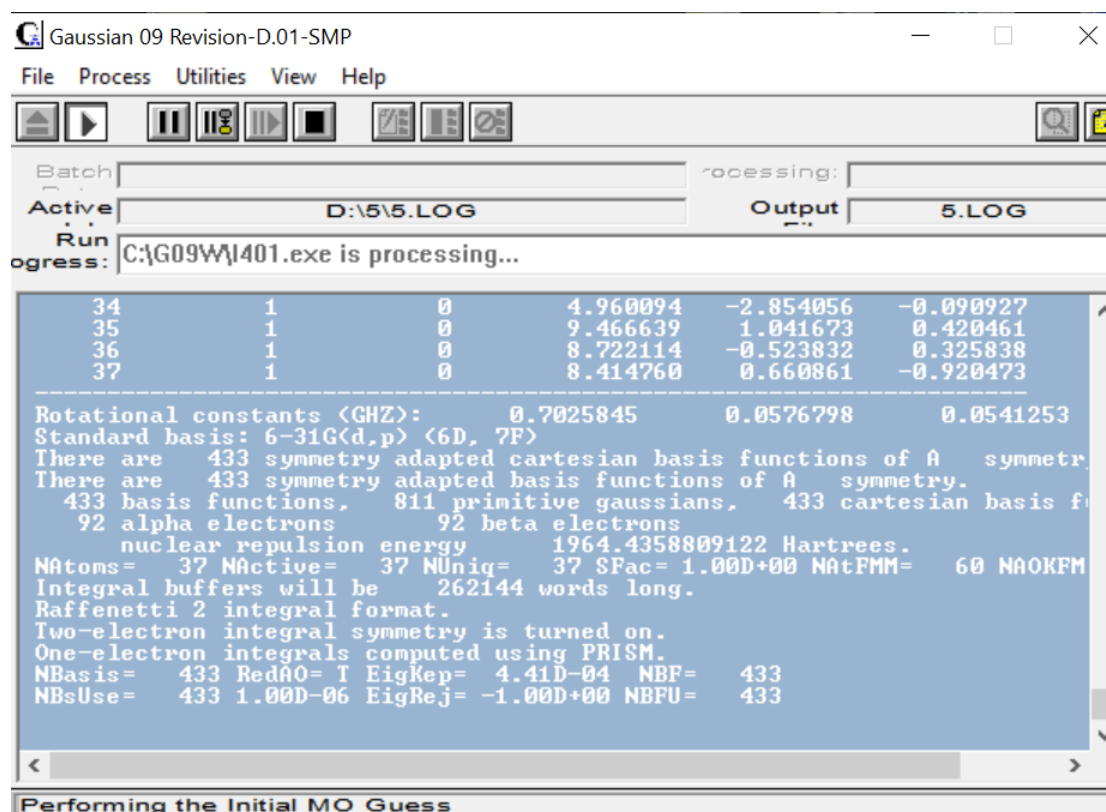 Gaussian 09 Revision-D.01-SMP
File Process Utilities View Help
Batch
rocessing:
Active D:\5\5.LOG Output 5.LOG
Run
ogress: C:\G09W\l401.exe is processing...
34 1 0 4.960094 -2.854056 -0.090927
35 1 0 9.466639 1.041673 0.420461
36 1 0 8.722114 -0.523832 0.325838
37 1 0 8.414760 0.660861 -0.920473
---------------------------------------------------------------------
Rotational constants (GHZ): 0.7025845 0.0576798 0.0541253
Standard basis: 6-31G(d,p) (6D, 7F)
There are 433 symmetry adapted cartesian basis functions of A symmetr
There are 433 symmetry adapted basis functions of A symmetry.
433 basis functions, 811 primitive gaussians, 433 cartesian basis f
92 alpha electrons 92 beta electrons
nuclear repulsion energy 1964.4358809122 Hartrees.
NAtoms= 37 NActive= 37 NUniq= 37 SFac= 1.00D+00 NAtFMM= 60 NAOKFM
Integral buffers will be 262144 words long.
Raffenetti 2 integral format.
Two-electron integral symmetry is turned on.
One-electron integrals computed using PRISM.
NBasis= 433 RedAO= T EigKep= 4.41D-04 NBF= 433
NBsUse= 433 1.00D-06 EigRej= -1.00D+00 NBFU= 433
Performing the Initial MO Guess